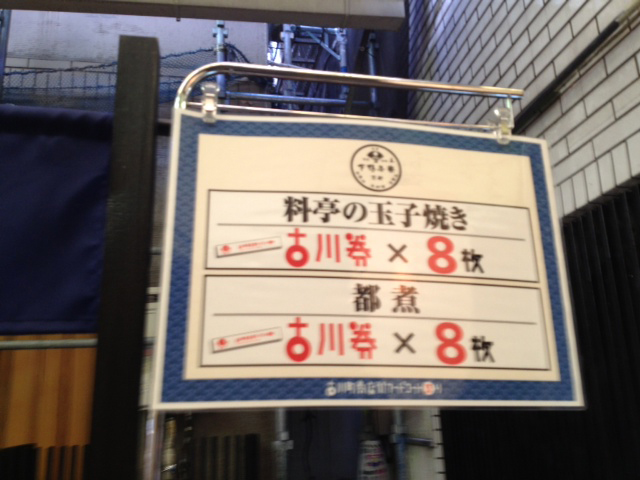 料亭の玉子焼き
古川券 × 8枚
都煮
古川券 × 8枚